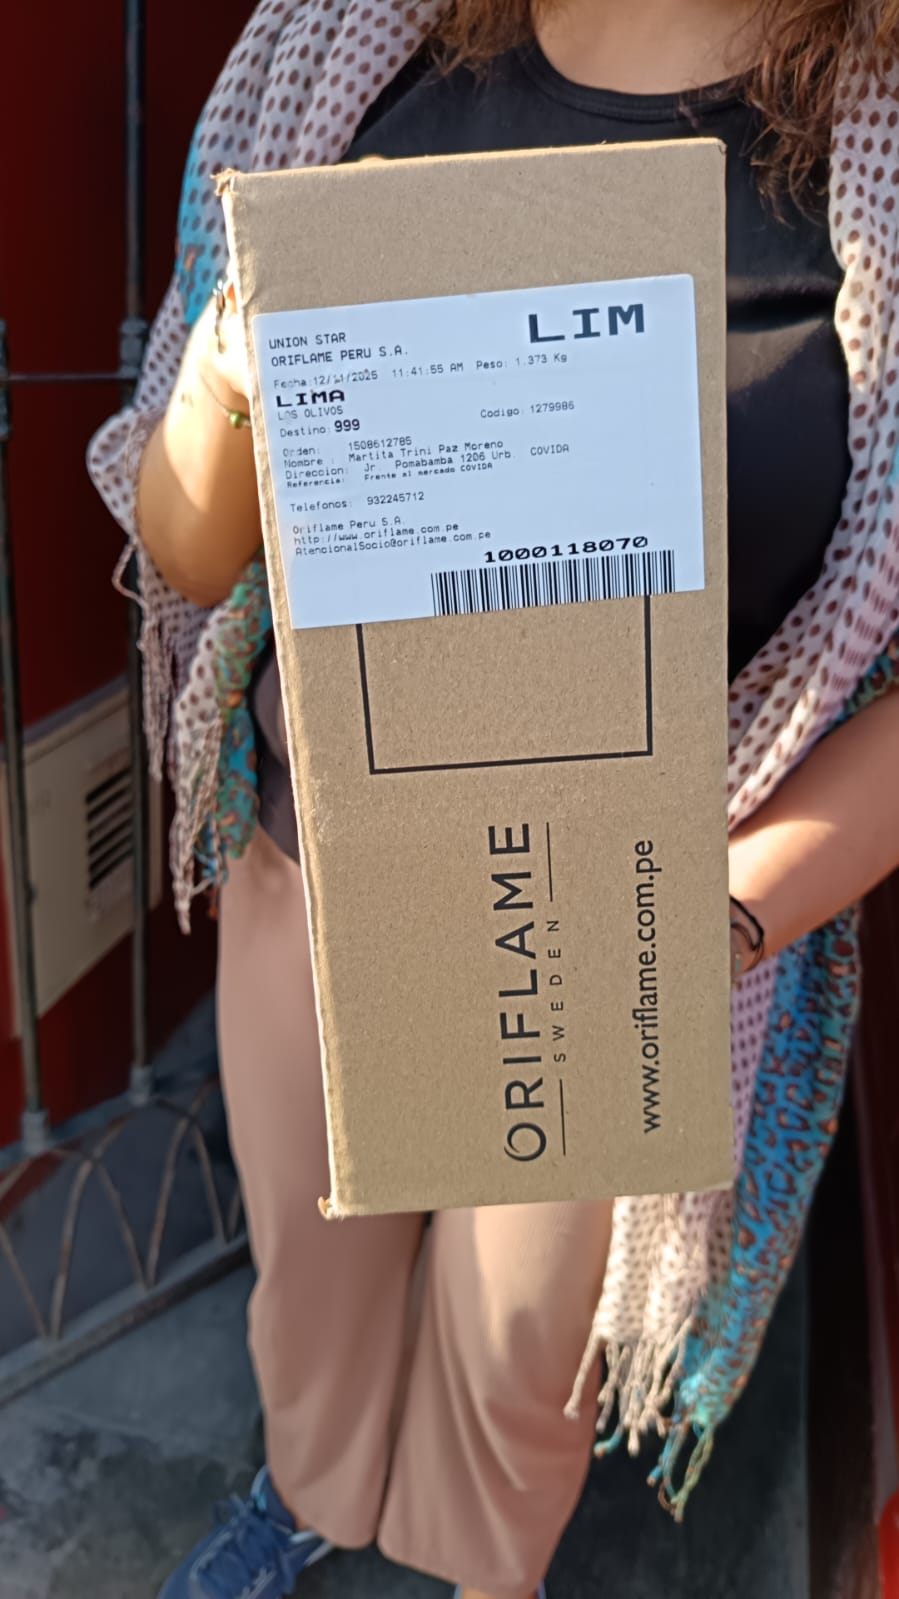 LIM
UNION STAR
ORIFLAME PERU S.A.
Fecha:12/11/2025 11:41:55 AM Peso: 1.373 Kg
LIMA
LOS OLIVOS
Destino: 999 Codigo: 1279986
Orden: 1508612785
Nombre : Martita Trini Paz Moreno
Direccion: Jr. Pomabamba 1206 Urb. COVIDA
Referencia: Frente al mercado COVIDA
Telefonos: 932245712
Oriflame Peru S.A.
http://www.oriflame.com.pe
AtencionalSocio@oriflame.com.pe
1000118070
ORIFLAME
SWEDEN
www.oriflame.com.pe